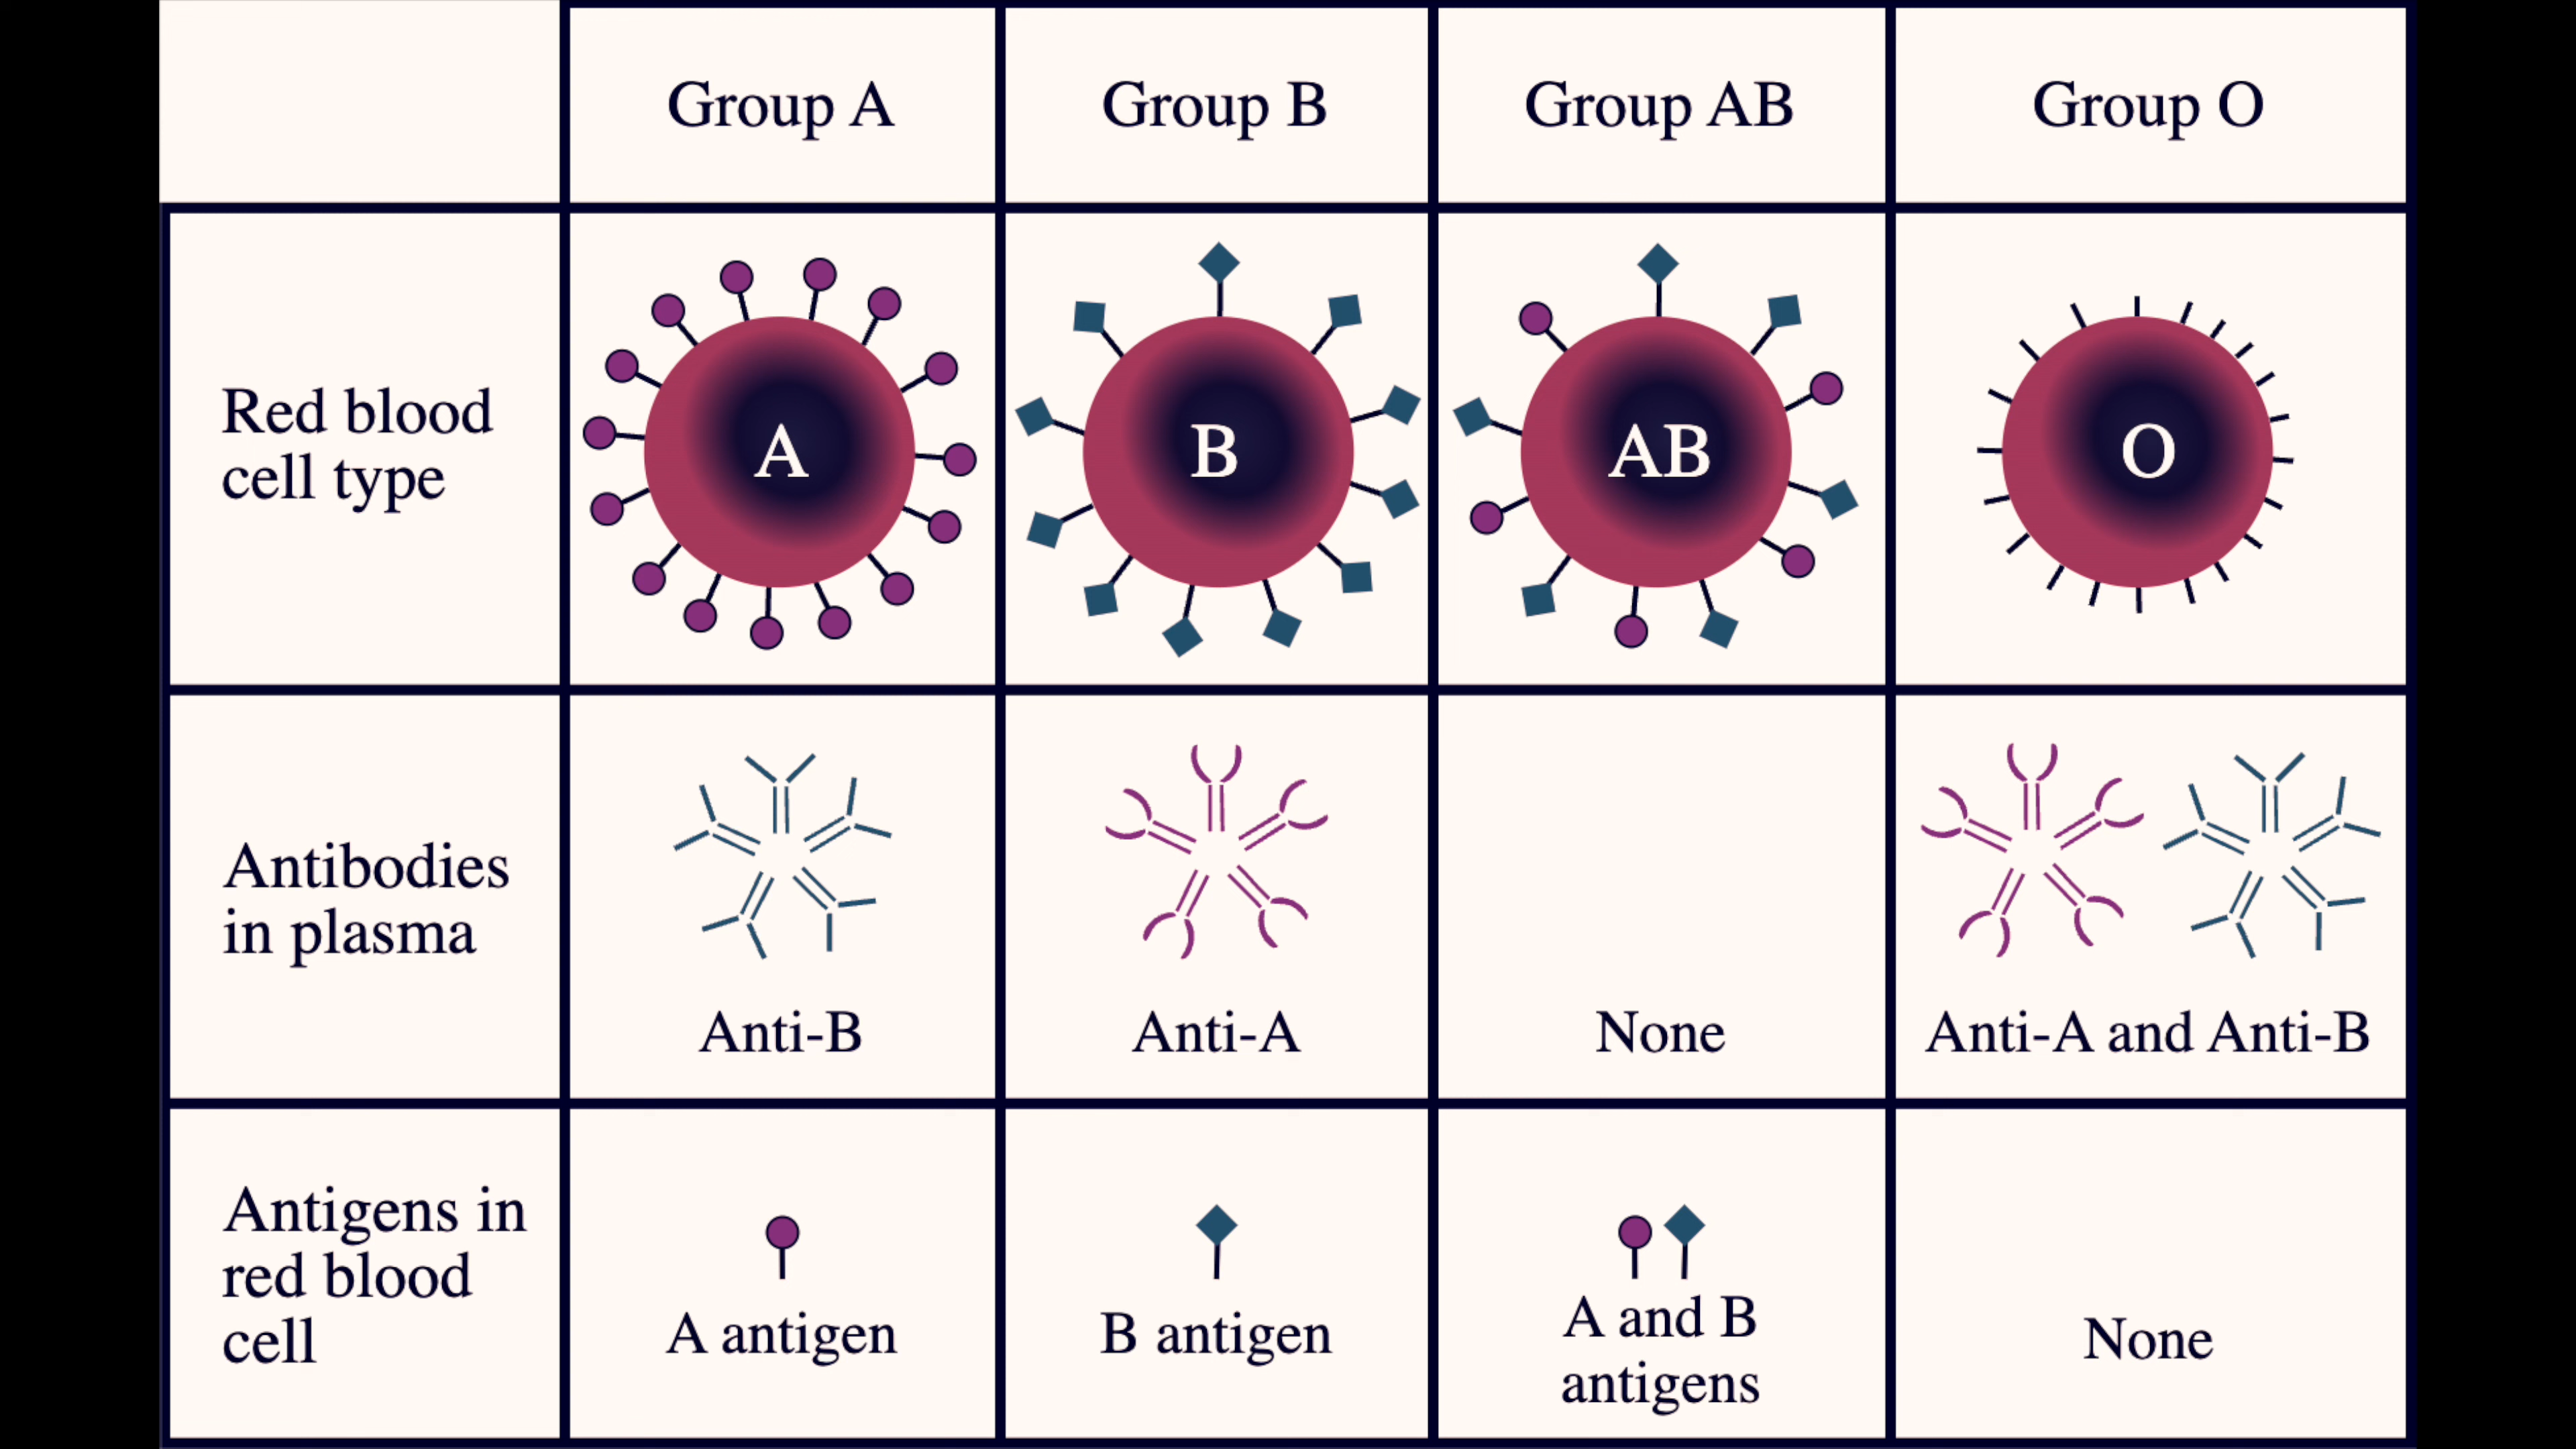 Group A
Group B
Group AB
Group O
Red blood
cell type
A
B
AB
O
Antibodies
in plasma
Anti-B
Anti-A
None
Anti-A and Anti-B
Antigens in
red blood
cell
A antigen
B antigen
A and B
antigens
None